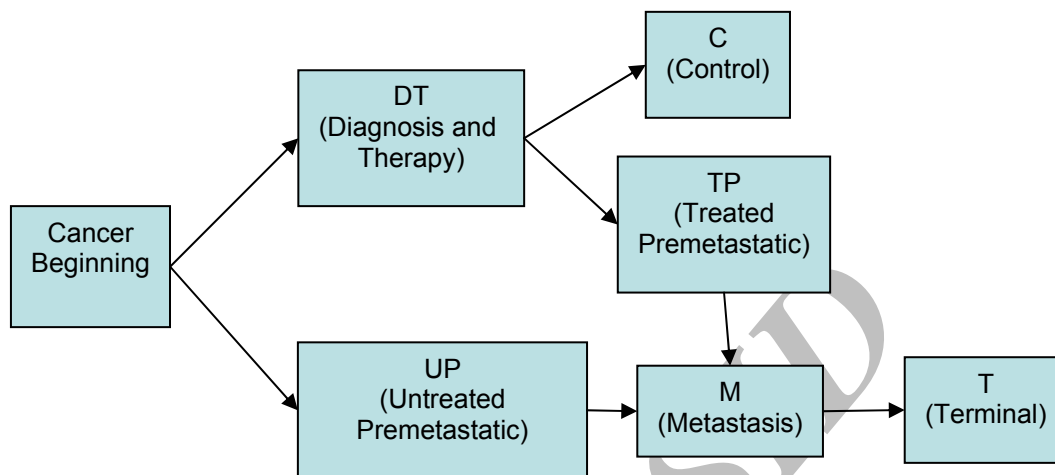 C
(Control)
DT
(Diagnosis and
Therapy)
TP
(Treated
Premetastatic)
Cancer
Beginning
UP
(Untreated
Premetastatic)
M
(Metastasis)
T
(Terminal)